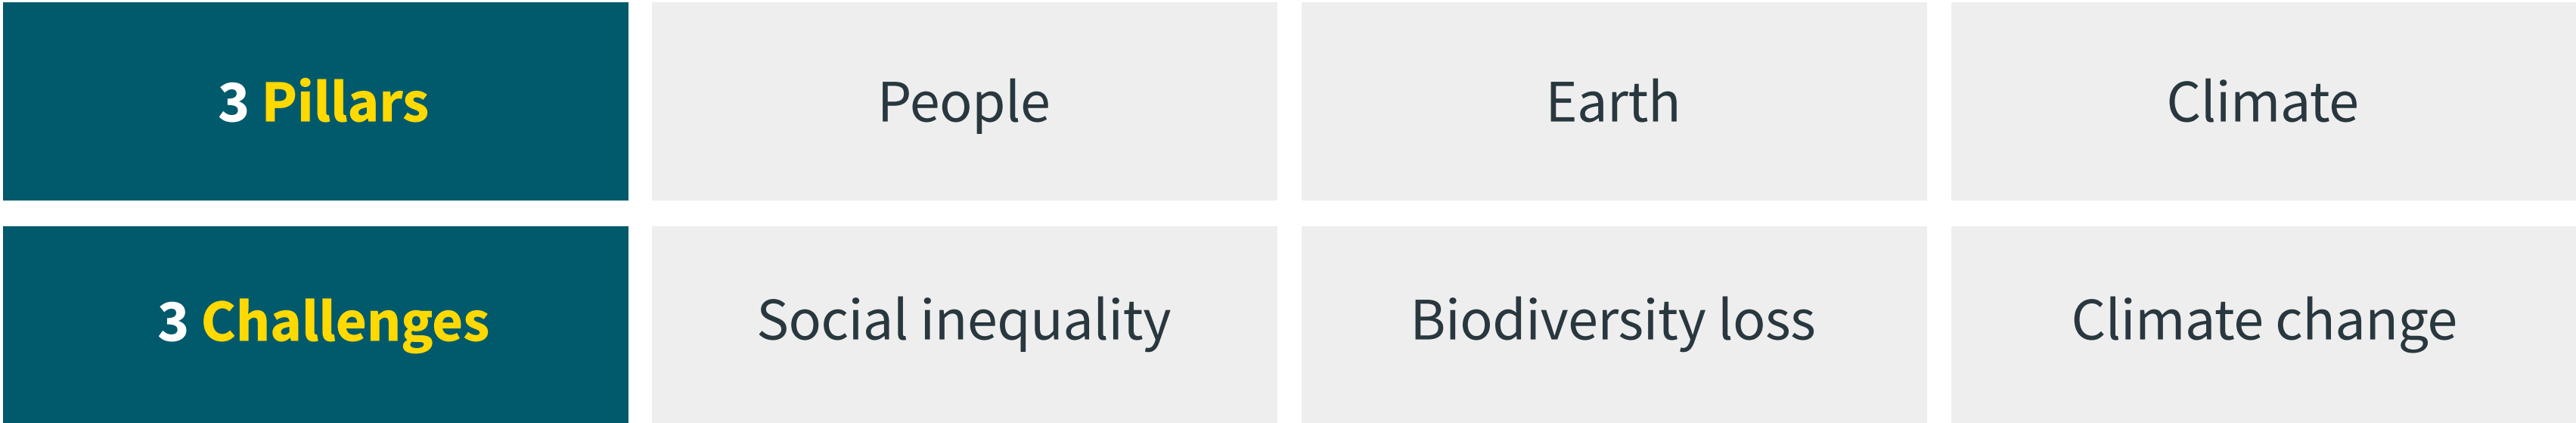 3 Pillars
People
Earth
Climate
3 Challenges
Social inequality
Biodiversity loss
Climate change